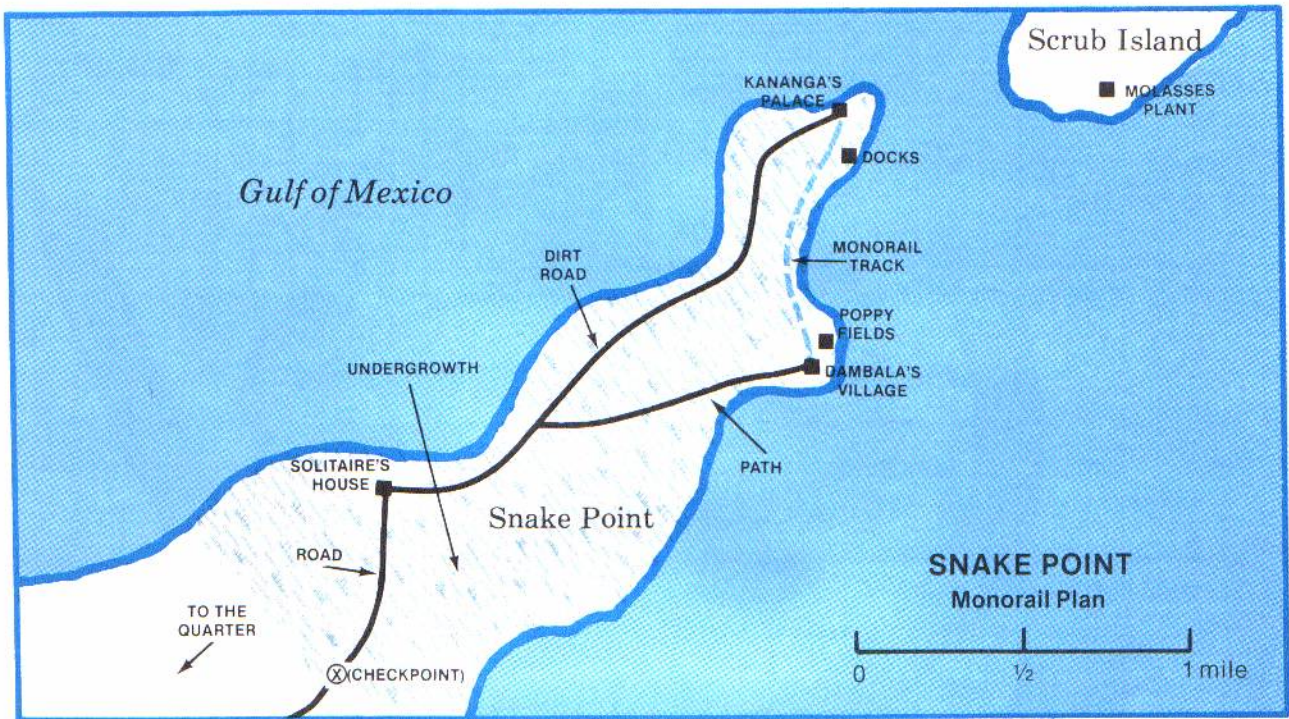 Scrub Island
MOLASSES
PLANT
KANANGA'S
PALACE
DOCKS
Gulf of Mexico
MONORAIL
TRACK
DIRT
ROAD
POPPY
FIELDS
UNDERGROWTH
DAMBALA'S
VILLAGE
PATH
SOLITAIRE'S
HOUSE
Snake Point
ROAD
TO THE
QUARTER
X (CHECKPOINT)
SNAKE POINT
Monorail Plan
0 ½ 1 mile